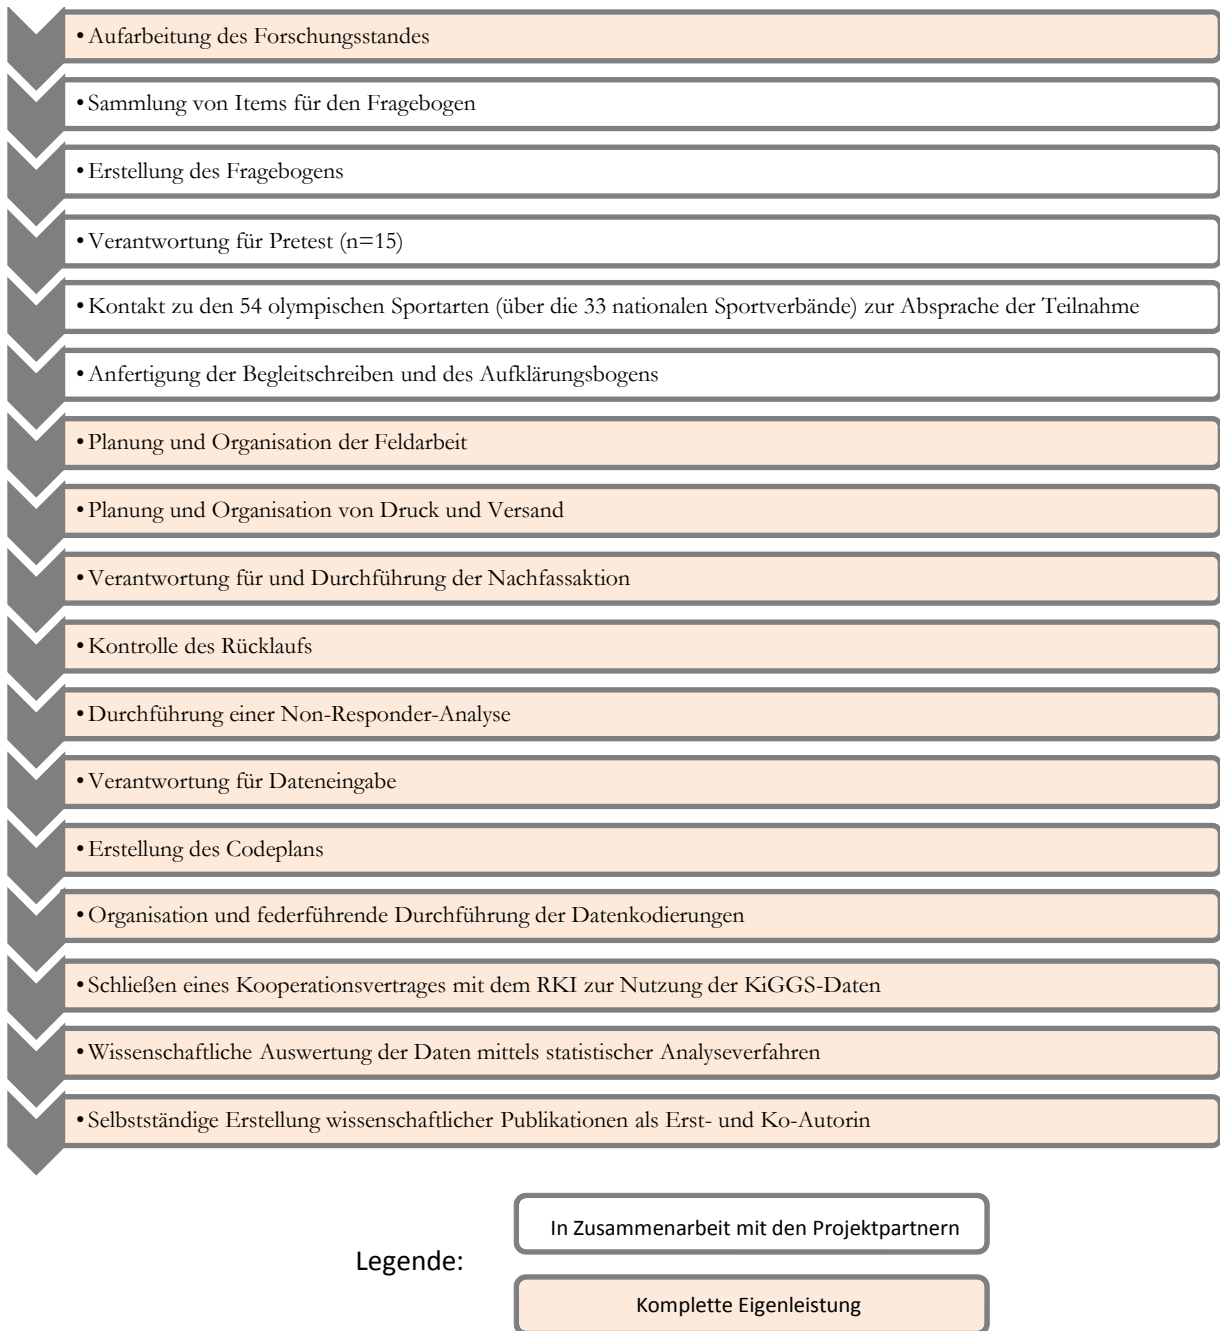 • Aufarbeitung des Forschungsstandes
• Sammlung von Items für den Fragebogen
• Erstellung des Fragebogens
• Verantwortung für Pretest (n=15)
• Kontakt zu den 54 olympischen Sportarten (über die 33 nationalen Sportverbände) zur Absprache der Teilnahme
• Anfertigung der Begleitschreiben und des Aufklärungsbogens
• Planung und Organisation der Feldarbeit
• Planung und Organisation von Druck und Versand
• Verantwortung für und Durchführung der Nachfassaktion
• Kontrolle des Rücklaufs
• Durchführung einer Non-Responder-Analyse
• Verantwortung für Dateneingabe
• Erstellung des Codeplans
• Organisation und federführende Durchführung der Datenkodierungen
• Schließen eines Kooperationsvertrages mit dem RKI zur Nutzung der KiGGS-Daten
• Wissenschaftliche Auswertung der Daten mittels statistischer Analyseverfahren
• Selbstständige Erstellung wissenschaftlicher Publikationen als Erst- und Ko-Autorin
Legende:
In Zusammenarbeit mit den Projektpartnern
Komplette Eigenleistung